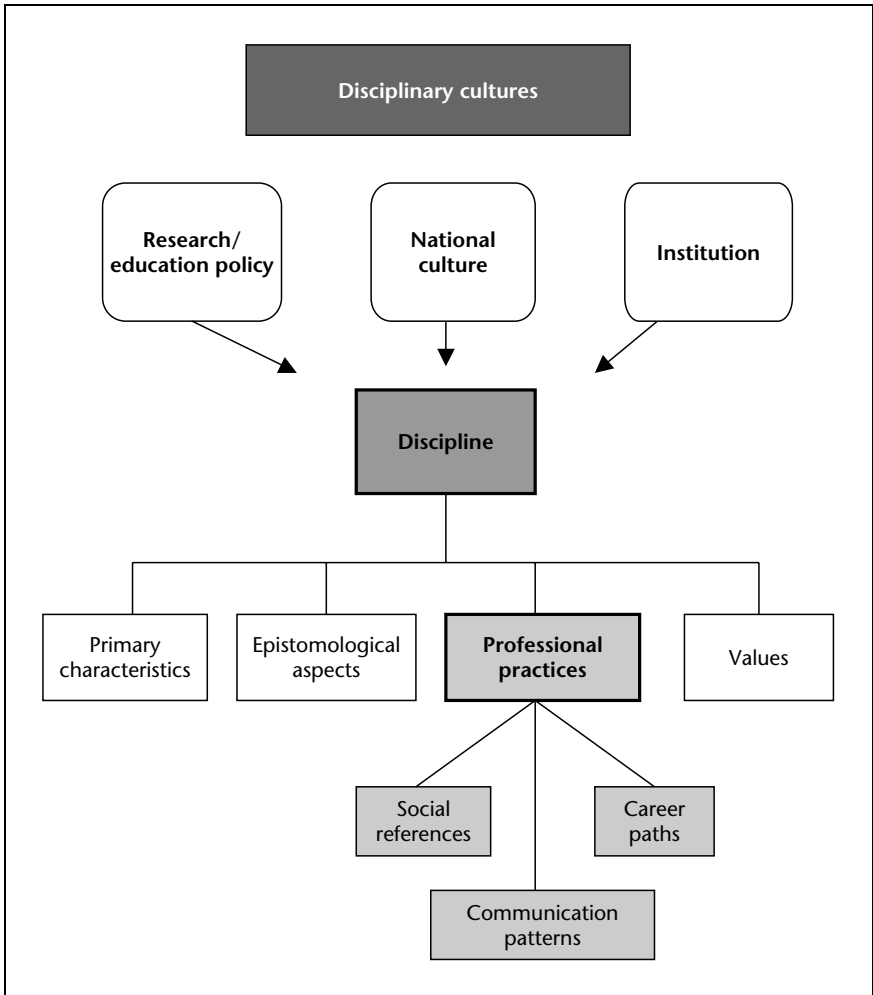 Disciplinary cultures
Research/
education policy
National
culture
Institution
Discipline
Primary
characteristics
Epistomological
aspects
Professional
practices
Values
Social
references
Career
paths
Communication
patterns